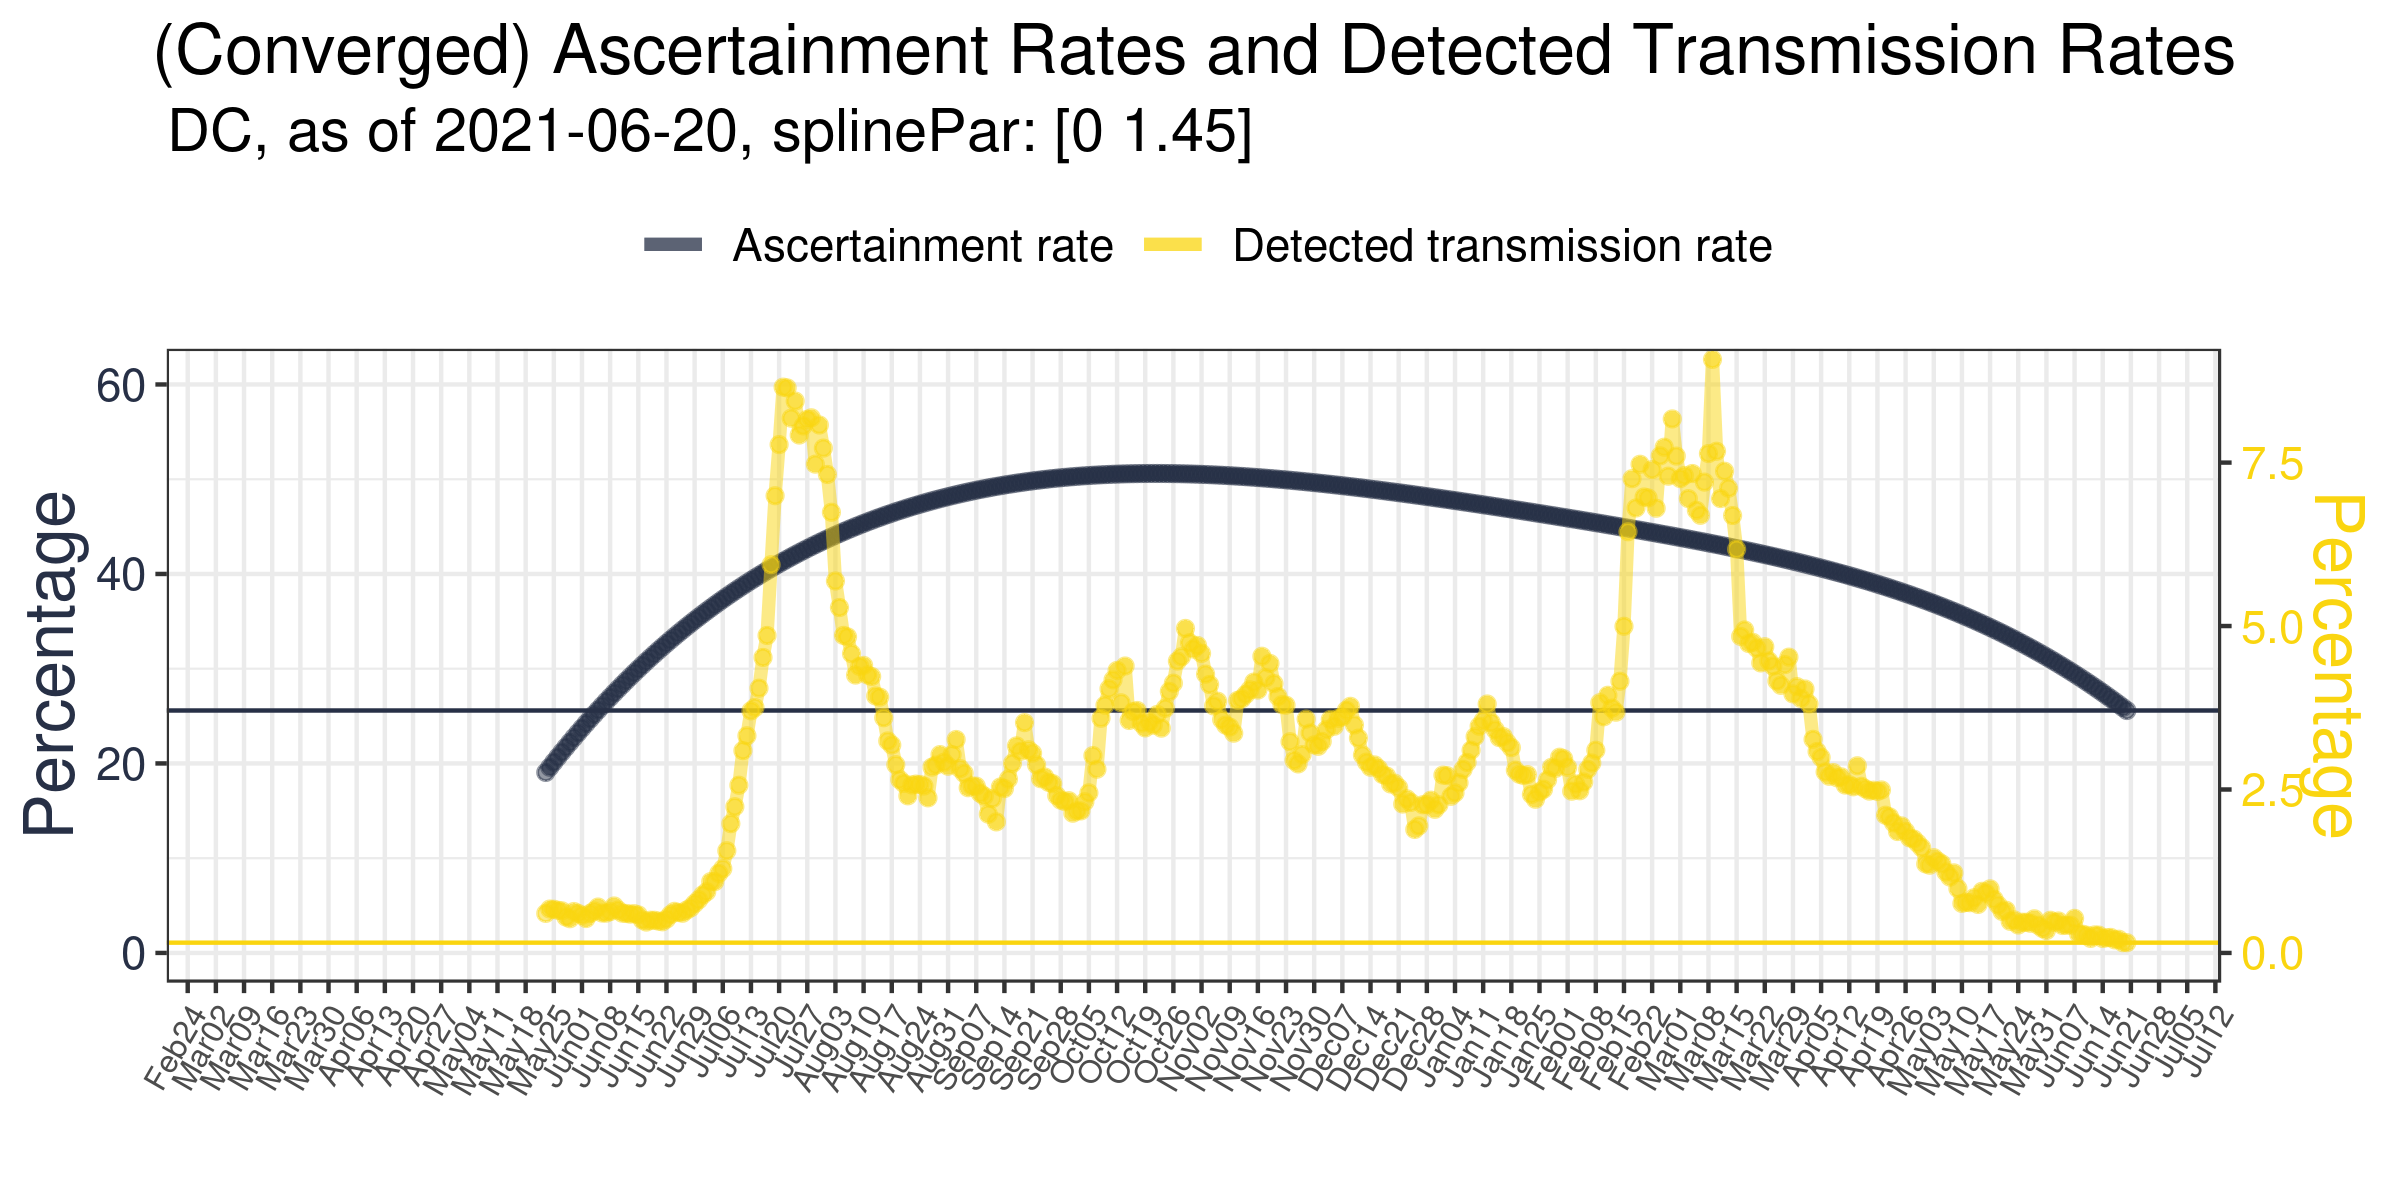 (Converged) Ascertainment Rates and Detected Transmission Rates
DC, as of 2021-06-20, splinePar: [0 1.45]
Ascertainment rate
Detected transmission rate
Percentage
60
40
20
0
7.5
5.0
2.5
0.0
Percentage
Feb24
Mar02
Mar09
Mar16
Mar23
Mar30
Apr06
Apr13
Apr20
Apr27
May04
May11
May18
May25
Jun01
Jun08
Jun15
Jun22
Jun29
Jul06
Jul13
Jul20
Jul27
Aug03
Aug10
Aug17
Aug24
Aug31
Sep07
Sep14
Sep21
Sep28
Oct05
Oct12
Oct19
Oct26
Nov02
Nov09
Nov16
Nov23
Nov30
Dec07
Dec14
Dec21
Dec28
Jan04
Jan11
Jan18
Jan25
Feb01
Feb08
Feb15
Feb22
Mar01
Mar08
Mar15
Mar22
Mar29
Apr05
Apr12
Apr19
Apr26
May03
May10
May17
May24
May31
Jun07
Jun14
Jun21
Jun28
Jul05
Jul12